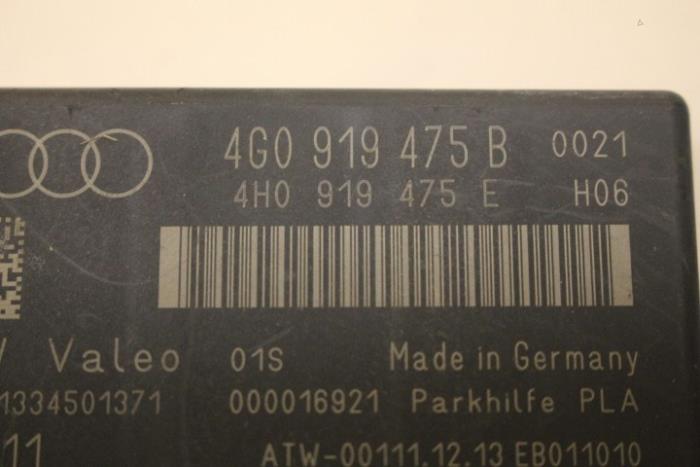 4G0 919 475 B 0021
4H0 919 475 E H06
Valeo 01S Made in Germany
1334501371 000016921 Parkhilfe PLA
11 ATW-00111.12.13 EB011010